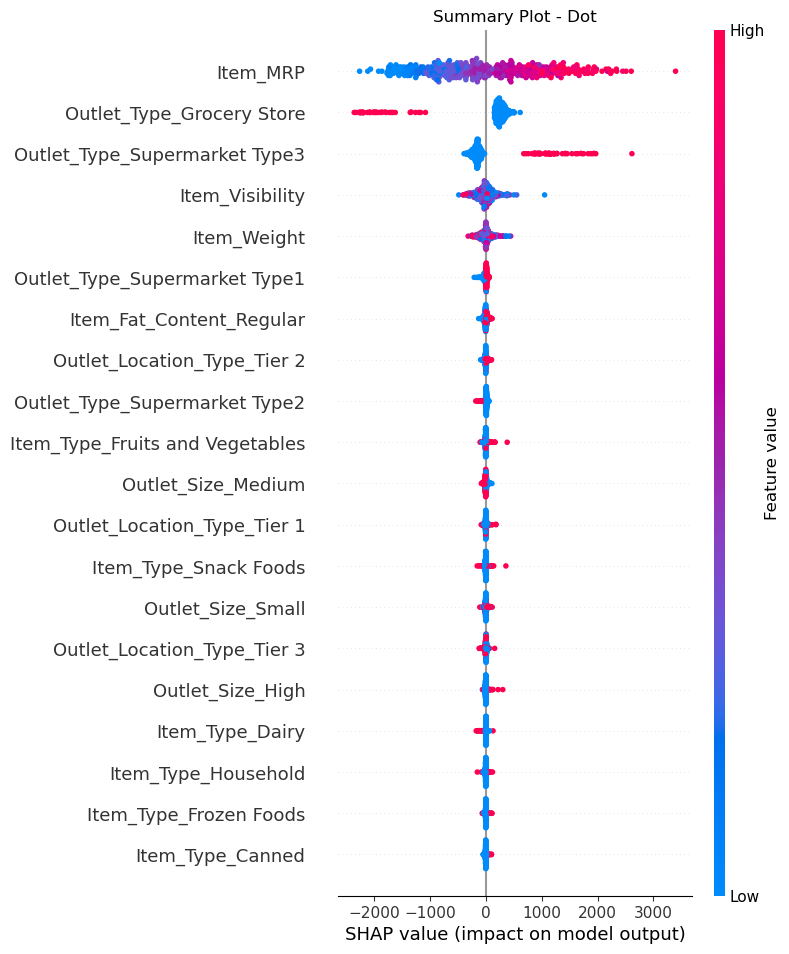 Summary Plot - Dot
High
Item_MRP
Outlet_Type_Grocery Store
Outlet_Type_Supermarket Type3
Item_Visibility
Item_Weight
Outlet_Type_Supermarket Type1
Item_Fat_Content_Regular
Outlet_Location_Type_Tier 2
Outlet_Type_Supermarket Type2
Item_Type_Fruits and Vegetables
Outlet_Size_Medium
Outlet_Location_Type_Tier 1
Item_Type_Snack Foods
Outlet_Size_Small
Outlet_Location_Type_Tier 3
Outlet_Size_High
Item_Type_Dairy
Item_Type_Household
Item_Type_Frozen Foods
Item_Type_Canned
Feature value
Low
−2000 −1000 0 1000 2000 3000
SHAP value (impact on model output)